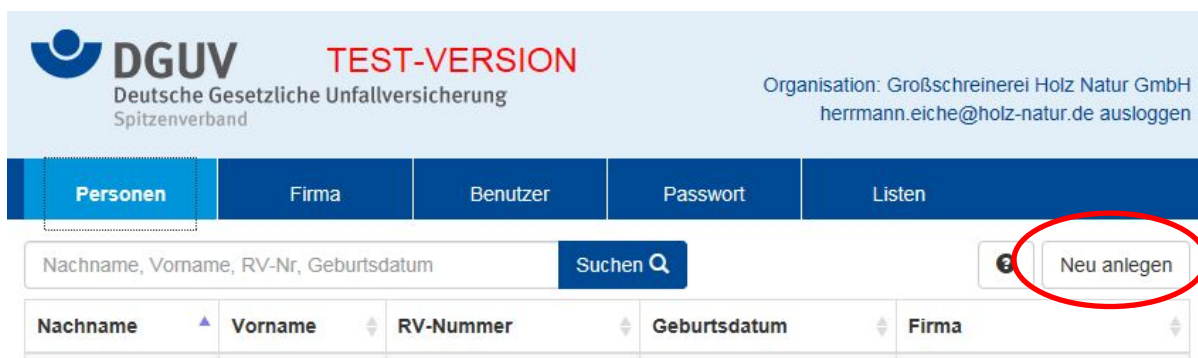 DGUV TEST-VERSION
Deutsche Gesetzliche Unfallversicherung
Spitzenverband
Organisation: Großschreinerei Holz Natur GmbH
herrmann.eiche@holz-natur.de ausloggen
Personen Firma Benutzer Passwort Listen
Nachname, Vorname, RV-Nr, Geburtsdatum Suchen ? Neu anlegen
Nachname Vorname RV-Nummer Geburtsdatum Firma